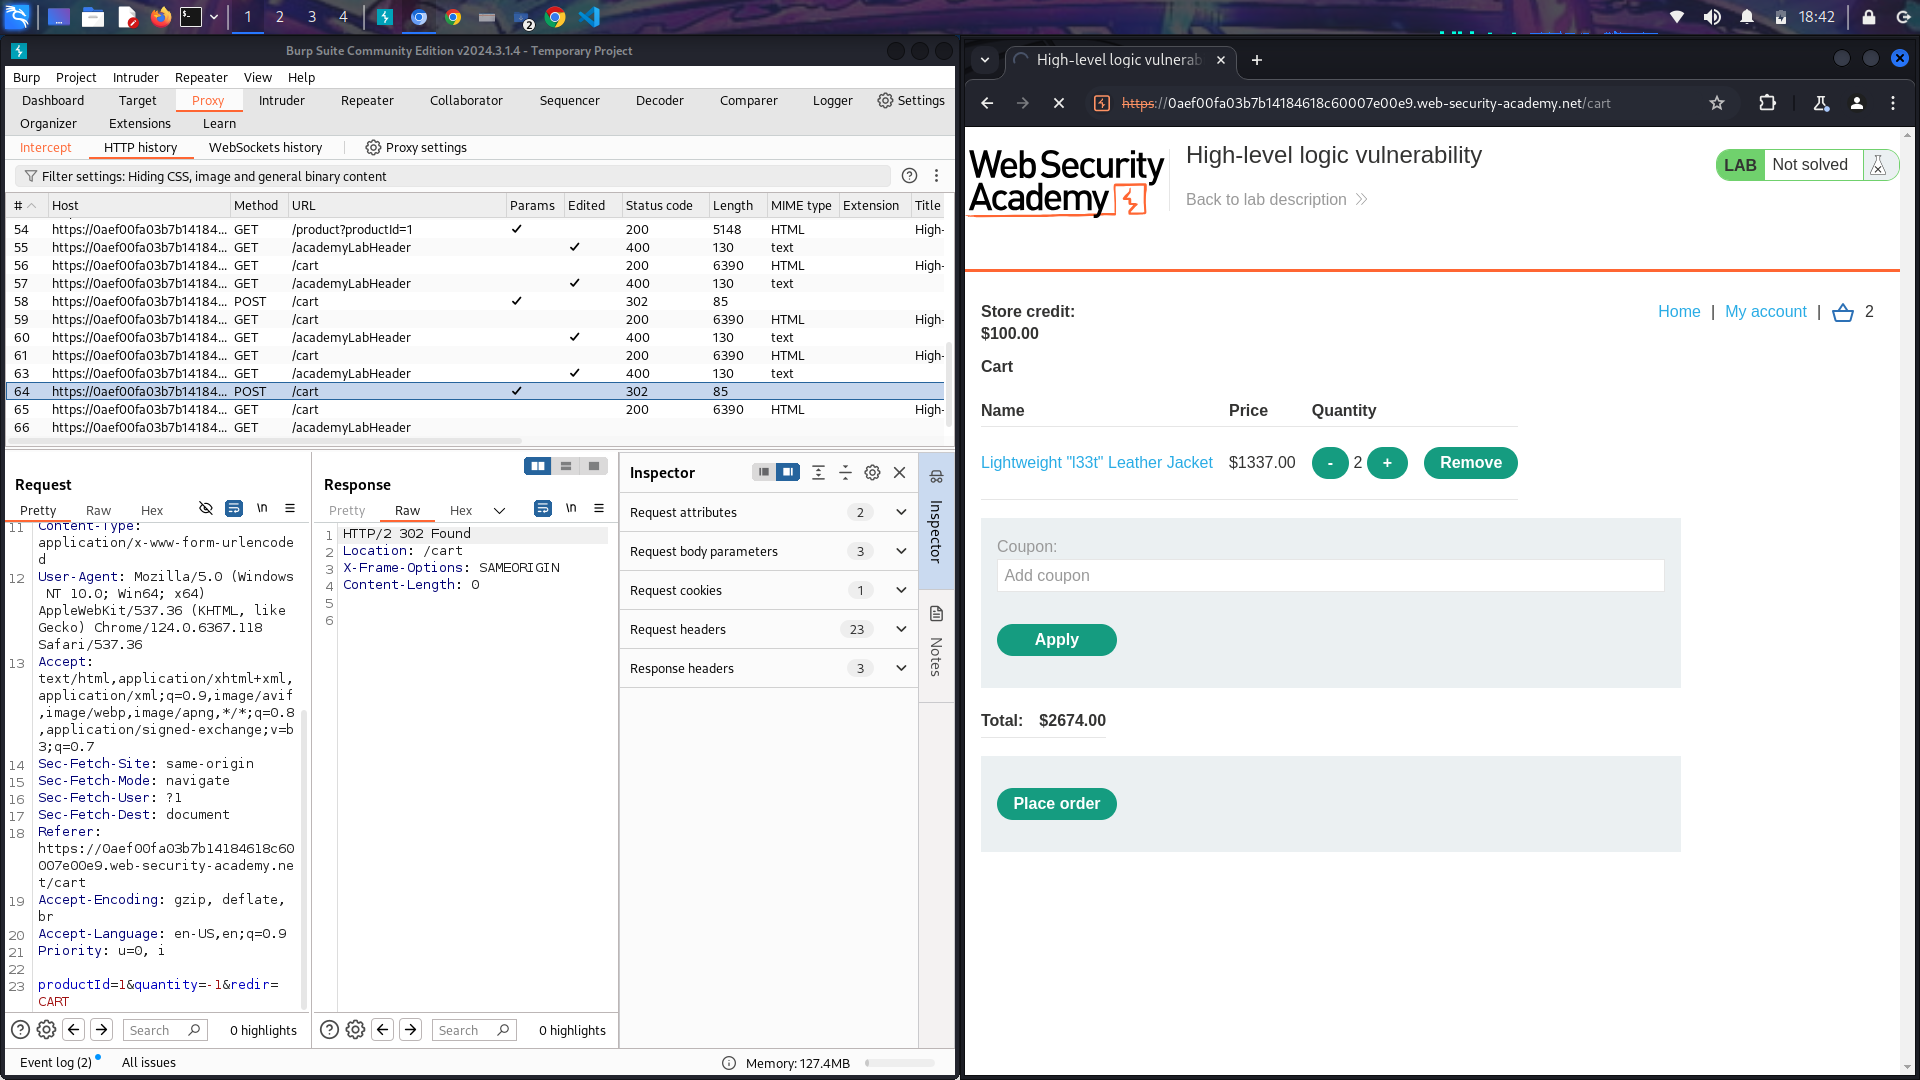 1 2 3 4
2
18:42
Burp Suite Community Edition v2024.3.1.4 - Temporary Project
Burp Project Intruder Repeater View Help
Dashboard Target Proxy Intruder Repeater Collaborator Sequencer Decoder Comparer Logger Settings
Organizer Extensions Learn
Intercept HTTP history WebSockets history Proxy settings
Filter settings: Hiding CSS, image and general binary content
# Host Method URL Params Edited Status code Length MIME type Extension Title
54 https://0aef00fa03b7b14184... GET /product?productId=1 ✓ 200 5148 HTML High-
55 https://0aef00fa03b7b14184... GET /academyLabHeader ✓ 400 130 text
56 https://0aef00fa03b7b14184... GET /cart 200 6390 HTML High-
57 https://0aef00fa03b7b14184... GET /academyLabHeader ✓ 400 130 text
58 https://0aef00fa03b7b14184... POST /cart ✓ 302 85
59 https://0aef00fa03b7b14184... GET /cart 200 6390 HTML High-
60 https://0aef00fa03b7b14184... GET /academyLabHeader ✓ 400 130 text
61 https://0aef00fa03b7b14184... GET /cart 200 6390 HTML High-
63 https://0aef00fa03b7b14184... GET /academyLabHeader ✓ 400 130 text
64 https://0aef00fa03b7b14184... POST /cart ✓ 302 85
65 https://0aef00fa03b7b14184... GET /cart 200 6390 HTML High-
66 https://0aef00fa03b7b14184... GET /academyLabHeader
Request
Pretty Raw Hex \n
11 Content-Type:
application/x-www-form-urlencode
d
12 User-Agent: Mozilla/5.0 (Windows
NT 10.0; Win64; x64)
AppleWebKit/537.36 (KHTML, like
Gecko) Chrome/124.0.6367.118
Safari/537.36
13 Accept:
text/html,application/xhtml+xml,
application/xml;q=0.9,image/avif
,image/webp,image/apng,*/*;q=0.8
,application/signed-exchange;v=b
3;q=0.7
14 Sec-Fetch-Site: same-origin
15 Sec-Fetch-Mode: navigate
16 Sec-Fetch-User: ?1
17 Sec-Fetch-Dest: document
18 Referer:
https://0aef00fa03b7b14184618c60
007e00e9.web-security-academy.ne
t/cart
19 Accept-Encoding: gzip, deflate,
br
20 Accept-Language: en-US,en;q=0.9
21 Priority: u=0, i
22
23 productId=1&quantity=-1&redir=
CART
Search 0 highlights
Response
Pretty Raw Hex \n
1 HTTP/2 302 Found
2 Location: /cart
3 X-Frame-Options: SAMEORIGIN
4 Content-Length: 0
5
6
Search 0 highlights
Inspector
Request attributes 2
Request body parameters 3
Request cookies 1
Request headers 23
Response headers 3
Inspector
Notes
Event log (2) All issues
Memory: 127.4MB
High-level logic vulnerab
https://0aef00fa03b7b14184618c60007e00e9.web-security-academy.net/cart
Web Security
Academy
High-level logic vulnerability
Back to lab description
LAB Not solved
Store credit:
$100.00
Home | My account | 2
Cart
Name Price Quantity
Lightweight "l33t" Leather Jacket $1337.00 - 2 + Remove
Coupon:
Add coupon
Apply
Total: $2674.00
Place order